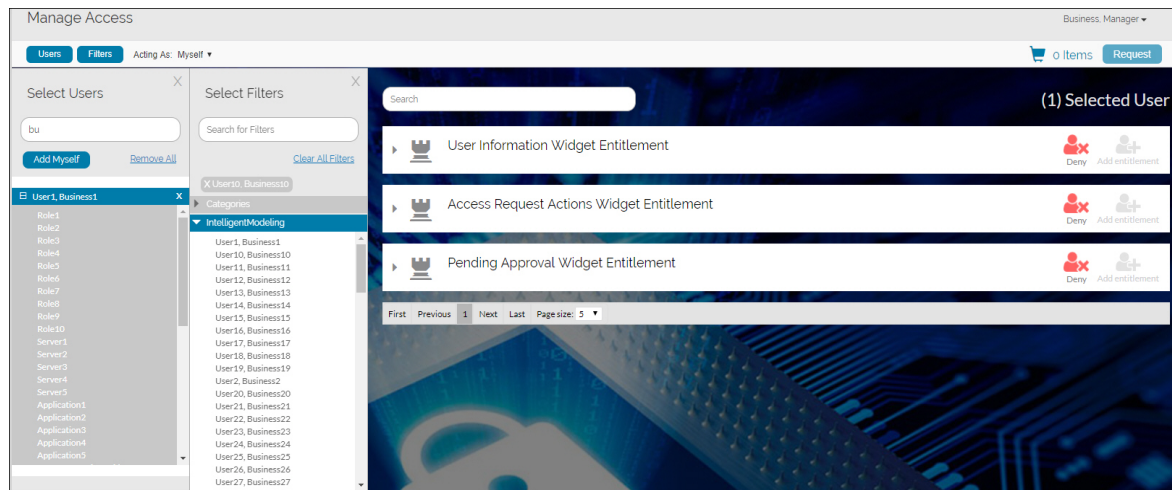 Manage Access
Business. Manager
Users Filters Acting As: Myself
0 Items Request
Select Users X
bu
Add Myself Remove All
User1, Business1 X
Role1
Role2
Role3
Role4
Role5
Role6
Role7
Role8
Role9
Role10
Server1
Server2
Server3
Server4
Server5
Application1
Application2
Application3
Application4
Application5
Select Filters X
Search for Filters
Clear All Filters
X User10, Business10
Categories
IntelligentModeling
User1, Business1
User10, Business10
User11, Business11
User12, Business12
User13, Business13
User14, Business14
User15, Business15
User16, Business16
User17, Business17
User18, Business18
User19, Business19
User2, Business2
User20, Business20
User21, Business21
User22, Business22
User23, Business23
User24, Business24
User25, Business25
User26, Business26
User27, Business27
Search
(1) Selected User
User Information Widget Entitlement
Deny Add entitlement
Access Request Actions Widget Entitlement
Deny Add entitlement
Pending Approval Widget Entitlement
Deny Add entitlement
First Previous 1 Next Last Page size: 5